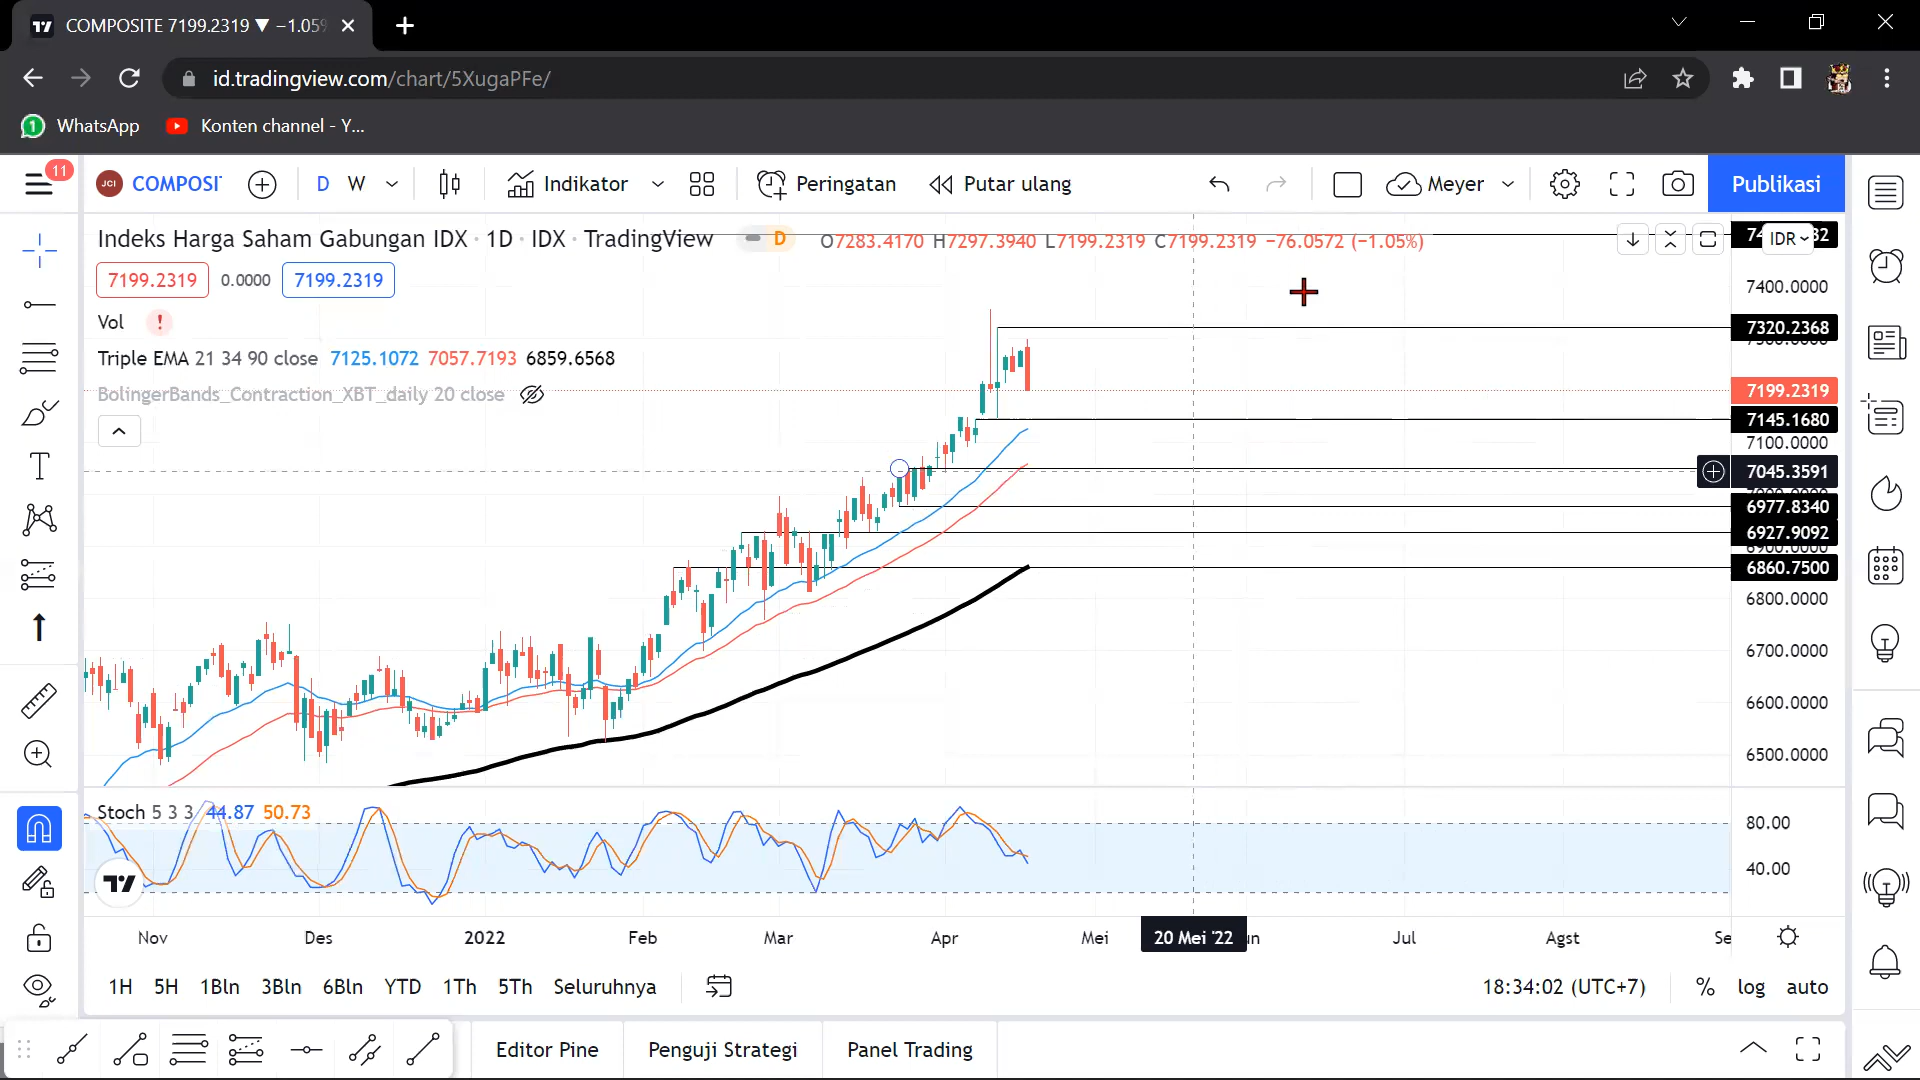 COMPOSITE 7199.2319 ▼ −1.05%
id.tradingview.com/chart/5XugaPFe/
WhatsApp
Konten channel - Y...
11
JCI
COMPOSI
D
W
Indikator
Peringatan
Putar ulang
Meyer
Publikasi
Indeks Harga Saham Gabungan IDX · 1D · IDX · TradingView
D
O7283.4170 H7297.3940 L7199.2319 C7199.2319 −76.0572 (−1.05%)
IDR
7199.2319
0.0000
7199.2319
Vol
Triple EMA 21 34 90 close 7125.1072 7057.7193 6859.6568
BolingerBands_Contraction_XBT_daily 20 close
7400.0000
7320.2368
7199.2319
7145.1680
7100.0000
7045.3591
6977.8340
6927.9092
6900.0000
6860.7500
6800.0000
6700.0000
6600.0000
6500.0000
Stoch 5 3 3 44.87 50.73
80.00
40.00
Nov
Des
2022
Feb
Mar
Apr
Mei
20 Mei '22
Jul
Agst
Se
1H
5H
1Bln
3Bln
6Bln
YTD
1Th
5Th
Seluruhnya
18:34:02 (UTC+7)
%
log
auto
Editor Pine
Penguji Strategi
Panel Trading